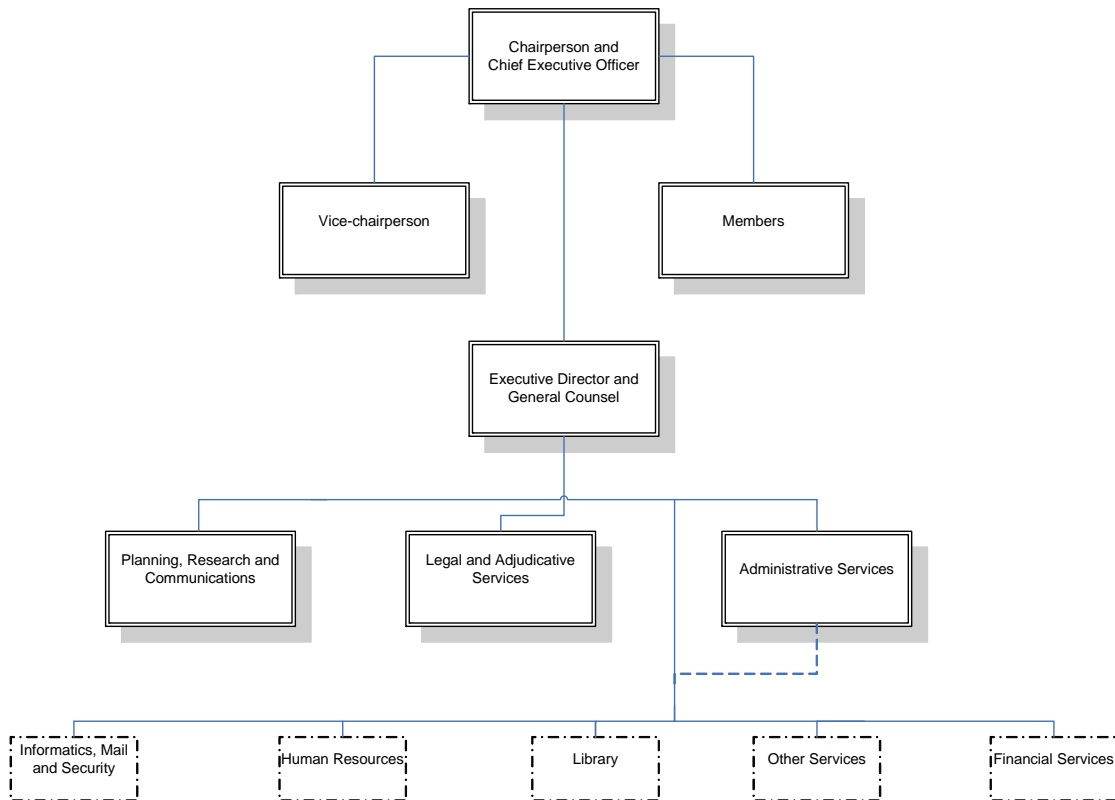 Chairperson and
Chief Executive Officer
Vice-chairperson
Members
Executive Director and
General Counsel
Planning, Research and
Communications
Legal and Adjudicative
Services
Administrative Services
Informatics, Mail
and Security
Human Resources
Library
Other Services
Financial Services